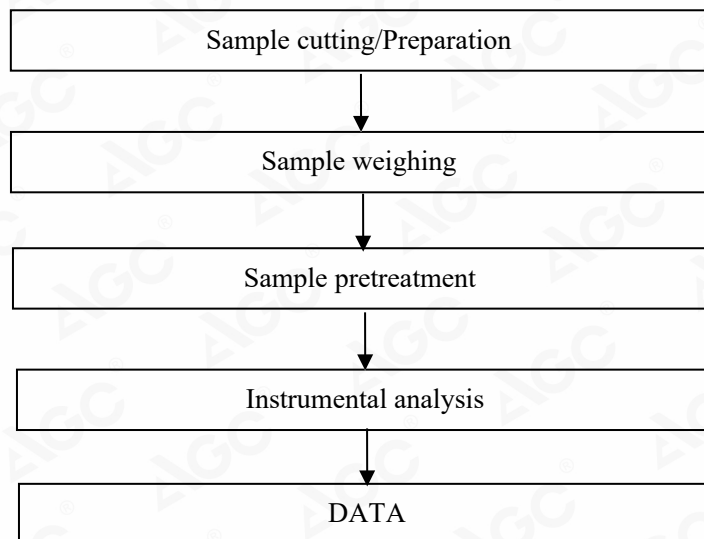 Sample cutting/Preparation
Sample weighing
Sample pretreatment
Instrumental analysis
DATA